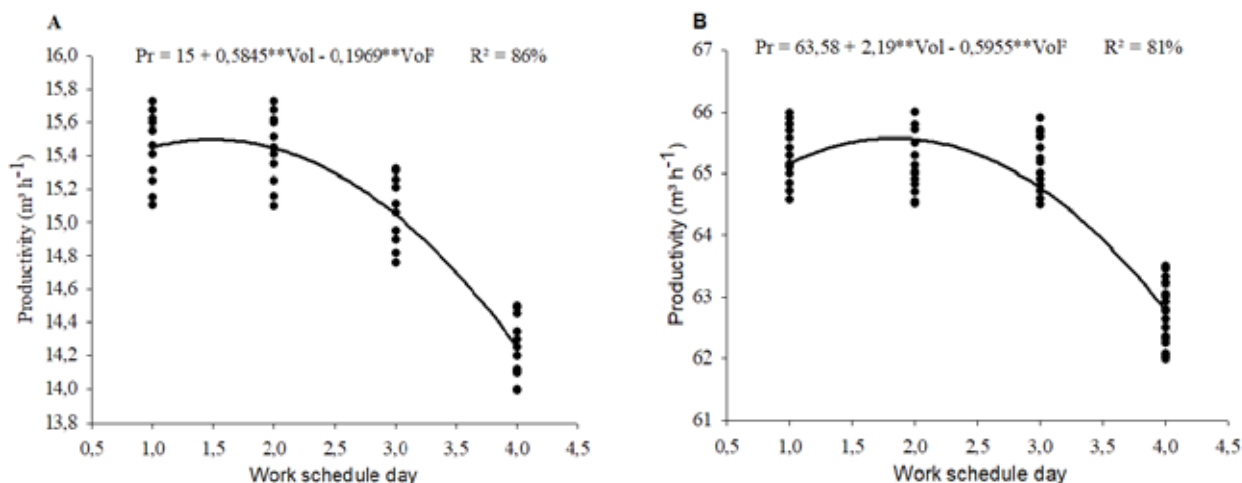 A
Pr = 15 + 0,5845**Vol - 0,1969**Vol² R² = 86%
16,0
15,8
15,6
15,4
15,2
15,0
14,8
14,6
14,4
14,2
14,0
13,8
Productivity (m³ h⁻¹)
0,5 1,0 1,5 2,0 2,5 3,0 3,5 4,0 4,5
Work schedule day
B
Pr = 63,58 + 2,19**Vol - 0,5955**Vol² R² = 81%
67
66
65
64
63
62
61
Productivity (m³ h⁻¹)
0,5 1,0 1,5 2,0 2,5 3,0 3,5 4,0 4,5
Work schedule day